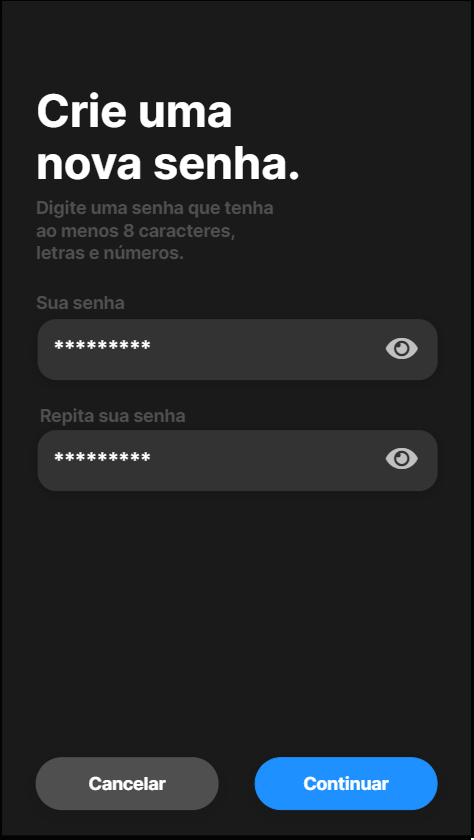 Crie uma
nova senha.
Digite uma senha que tenha
ao menos 8 caracteres,
letras e números.
Sua senha
*********
Repita sua senha
*********
Cancelar
Continuar